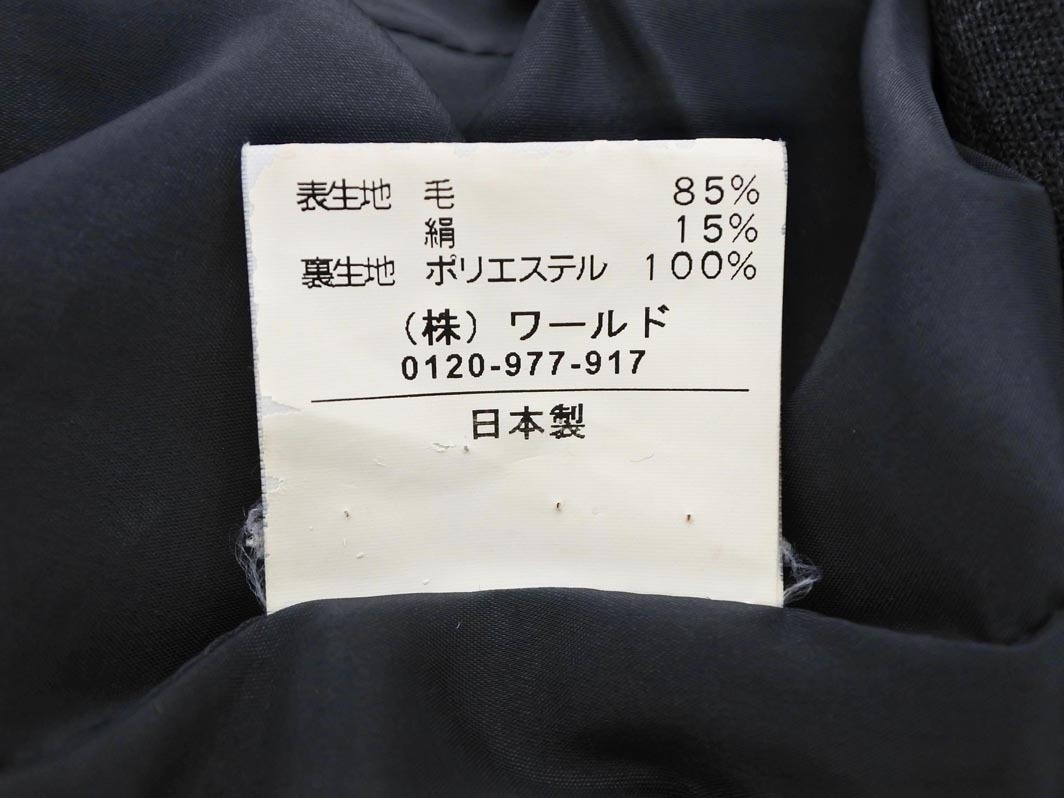 表生地 毛 85%
絹 15%
裏生地 ポリエステル 100%
(株) ワールド
0120-977-917
日本製